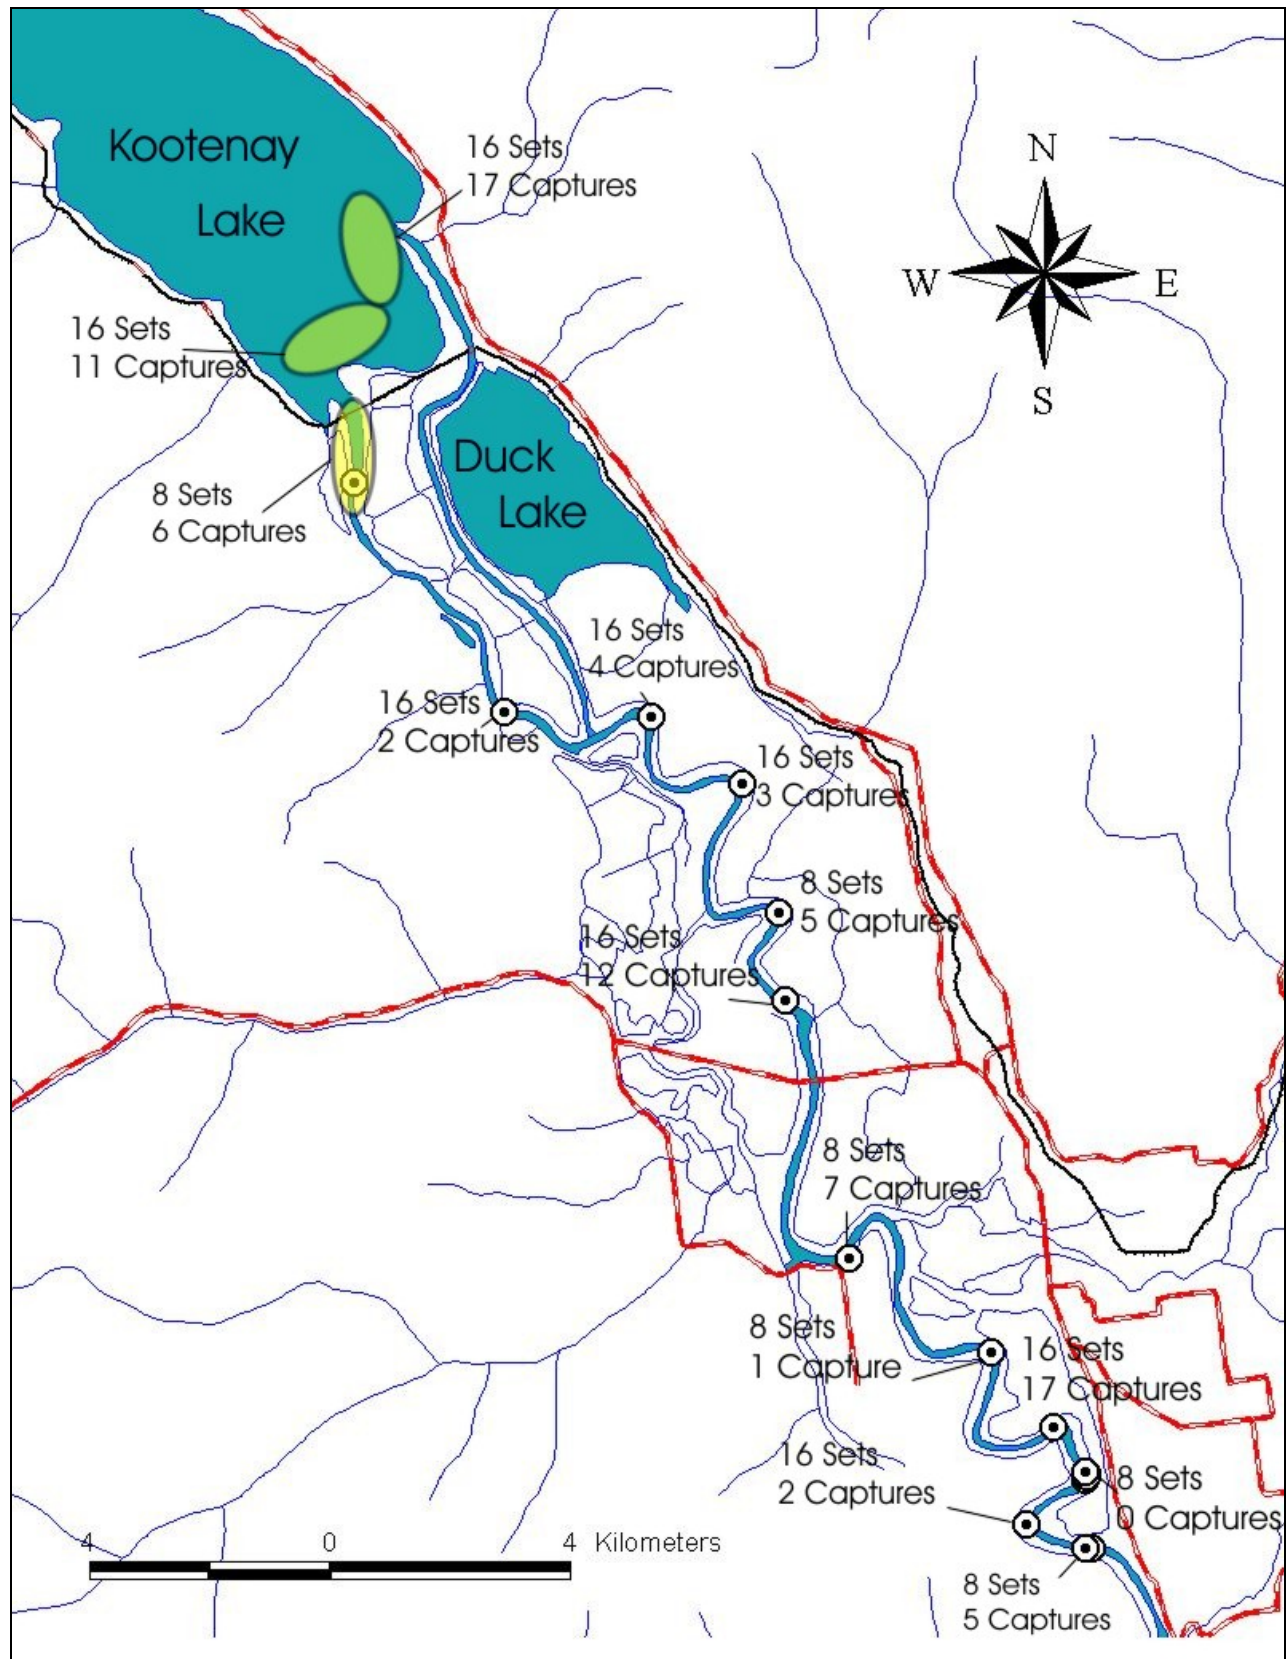 Kootenay
Lake
16 Sets
17 Captures
N
W
E
S
16 Sets
11 Captures
Duck
Lake
8 Sets
6 Captures
16 Sets
4 Captures
16 Sets
2 Captures
16 Sets
3 Captures
8 Sets
5 Captures
16 Sets
12 Captures
8 Sets
7 Captures
8 Sets
1 Capture
16 Sets
17 Captures
16 Sets
2 Captures
8 Sets
0 Captures
4 0 4 Kilometers
8 Sets
5 Captures